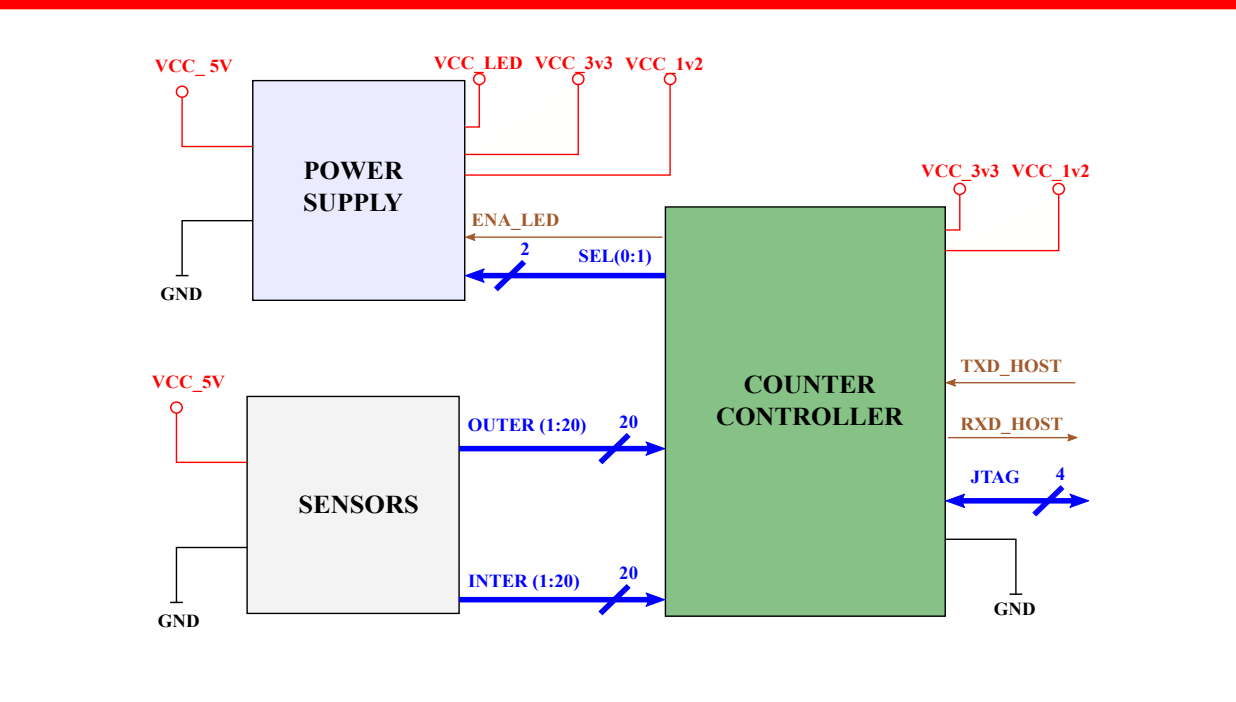 VCC_ 5V
VCC_LED
VCC_3v3
VCC_1v2
POWER
SUPPLY
GND
ENA_LED
2
SEL(0:1)
VCC_3v3
VCC_1v2
COUNTER
CONTROLLER
TXD_HOST
RXD_HOST
JTAG
4
GND
VCC_5V
SENSORS
GND
OUTER (1:20)
20
INTER (1:20)
20